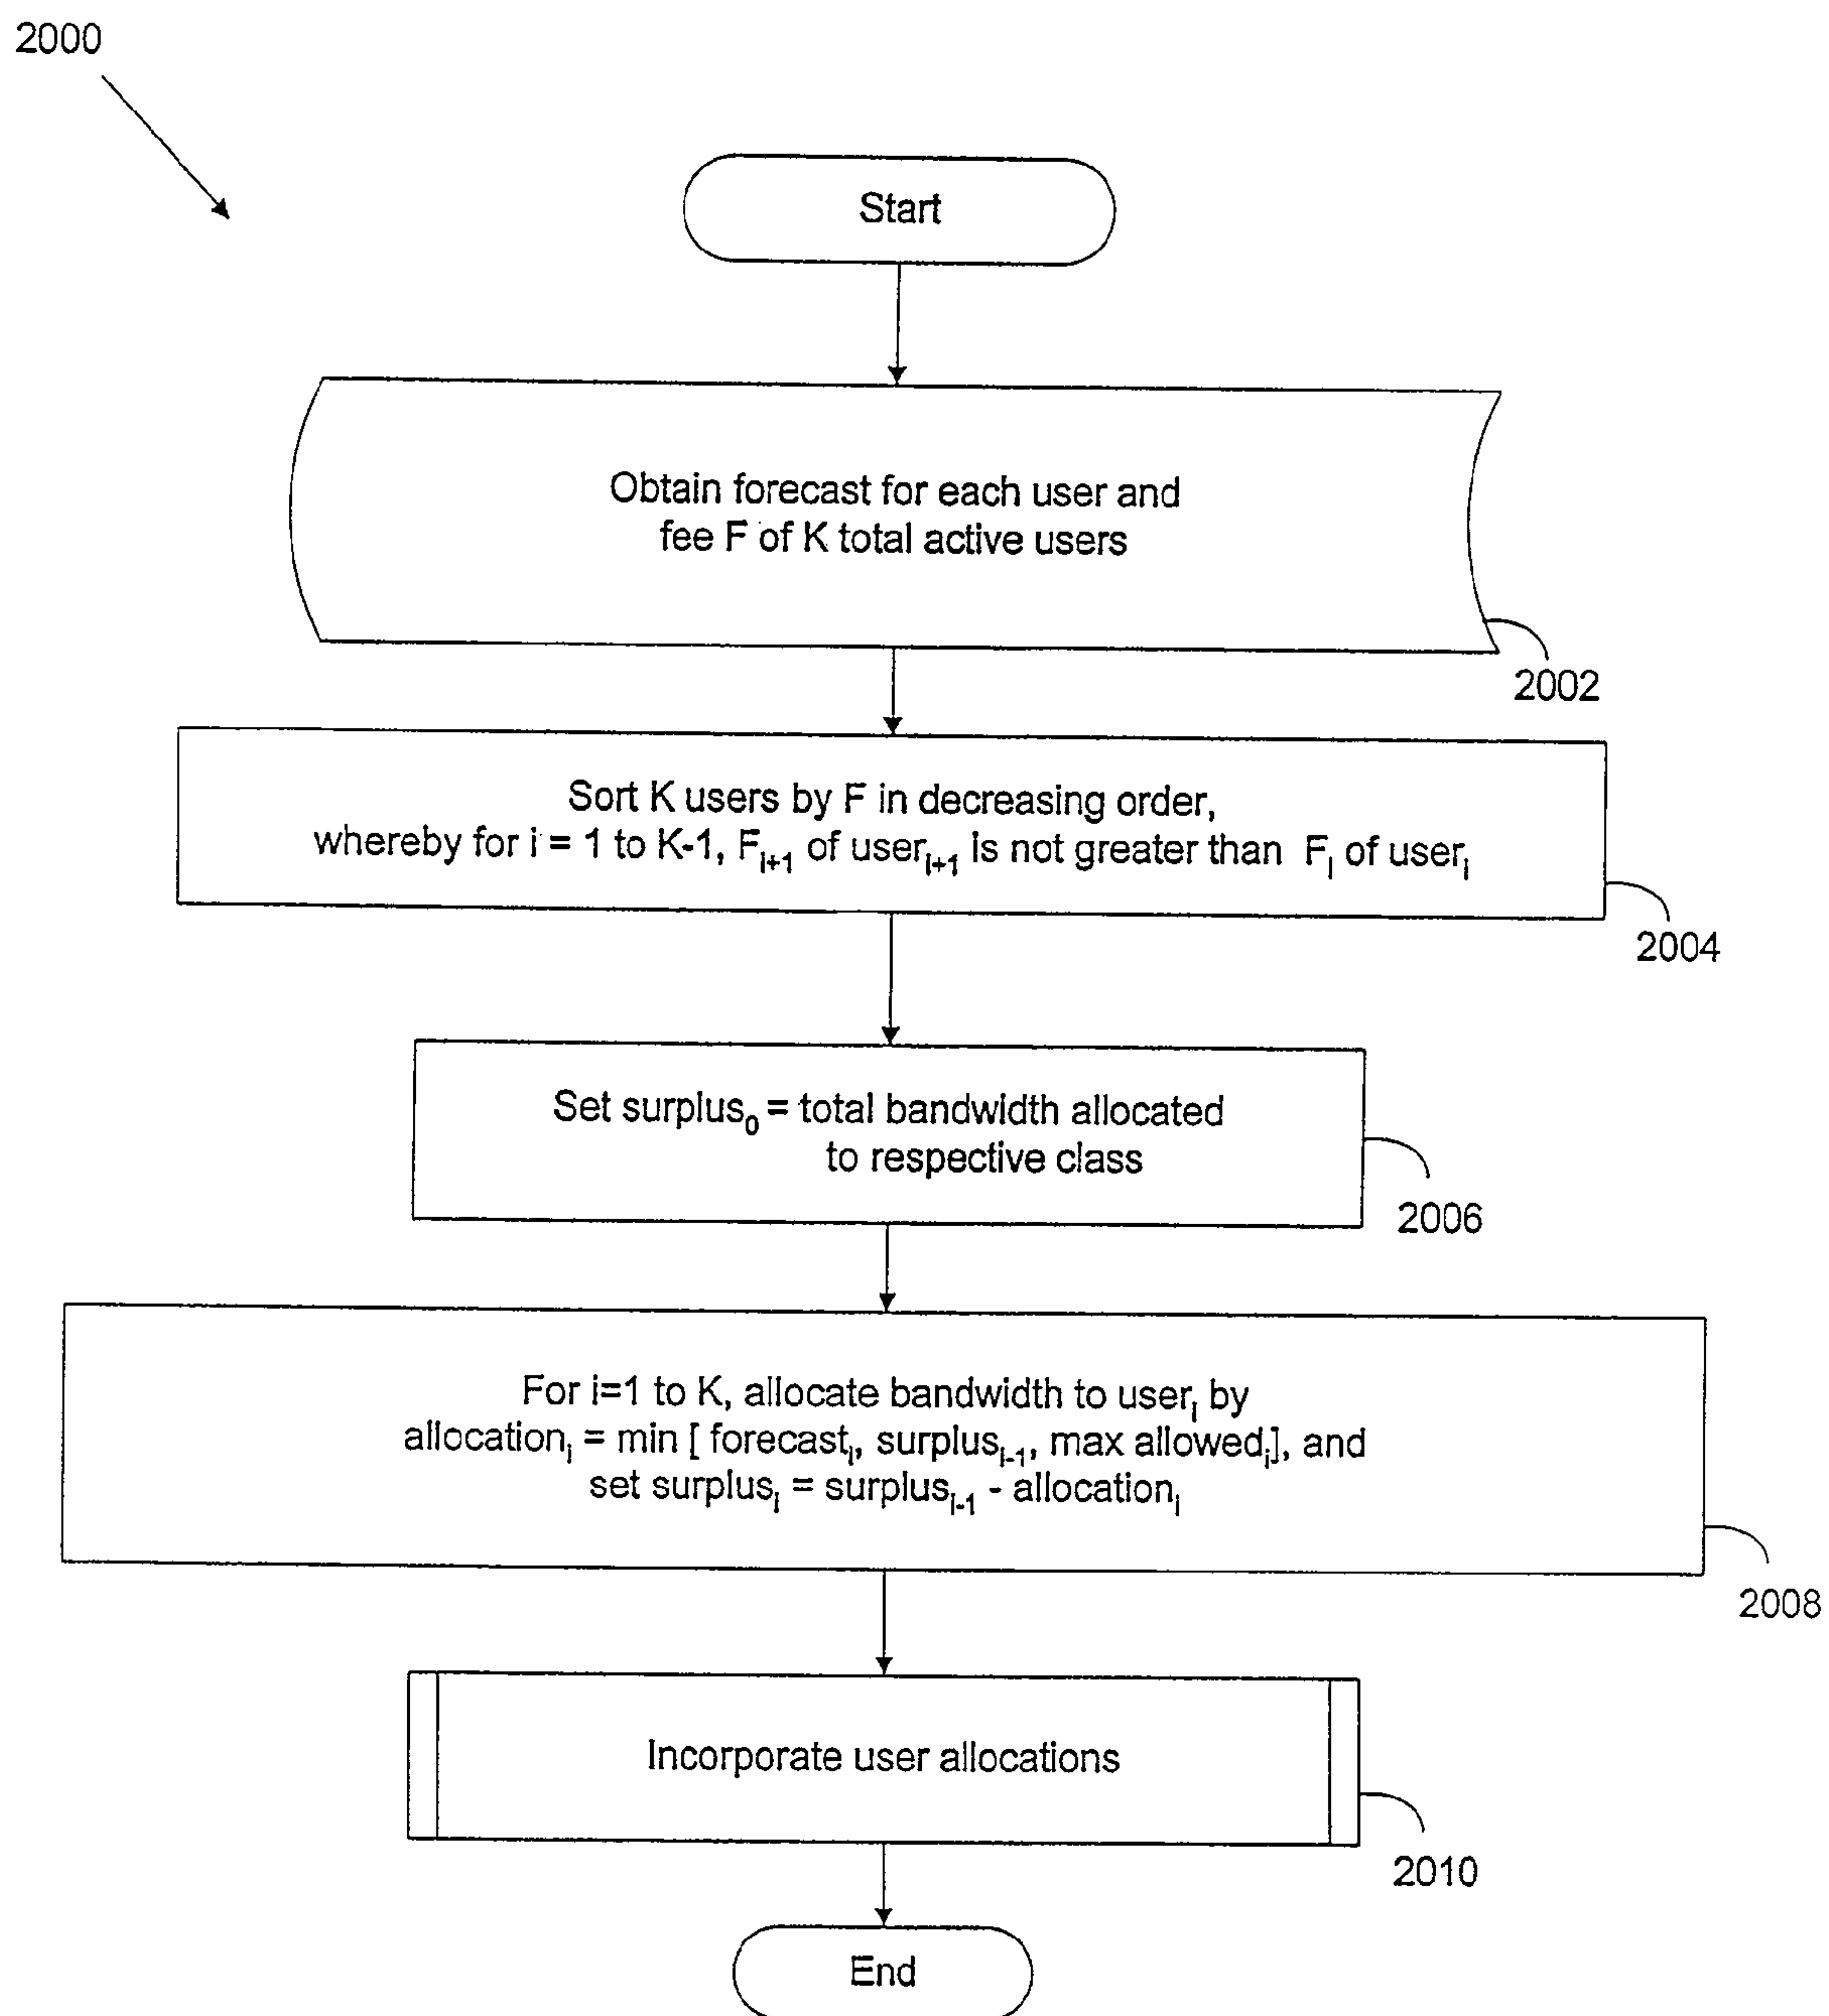 2000
Start
Obtain forecast for each user and
fee F of K total active users
2002
Sort K users by F in decreasing order,
whereby for i = 1 to K-1, Fᵢ₊₁ of userᵢ₊₁ is not greater than Fᵢ of userᵢ
2004
Set surplus₀ = total bandwidth allocated
to respective class
2006
For i=1 to K, allocate bandwidth to userᵢ by
allocationᵢ = min [ forecastᵢ, surplusᵢ₋₁, max allowedᵢ], and
set surplusᵢ = surplusᵢ₋₁ - allocationᵢ
2008
Incorporate user allocations
2010
End